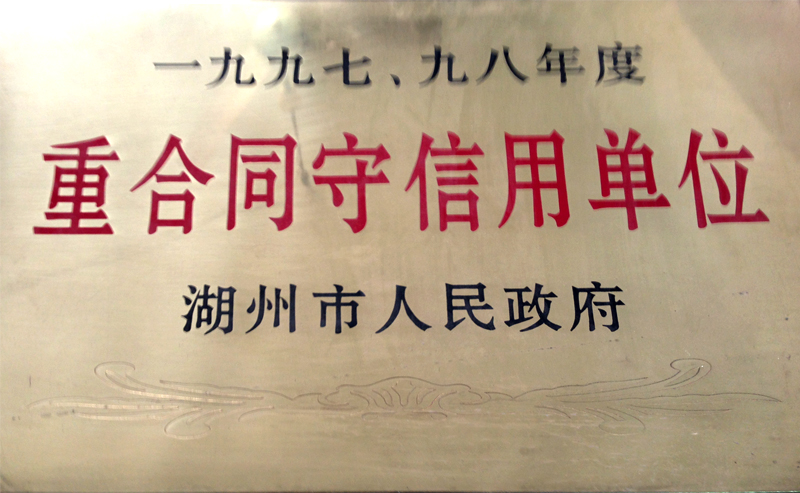 一九九七、九八年度
重合同守信用单位
湖州市人民政府